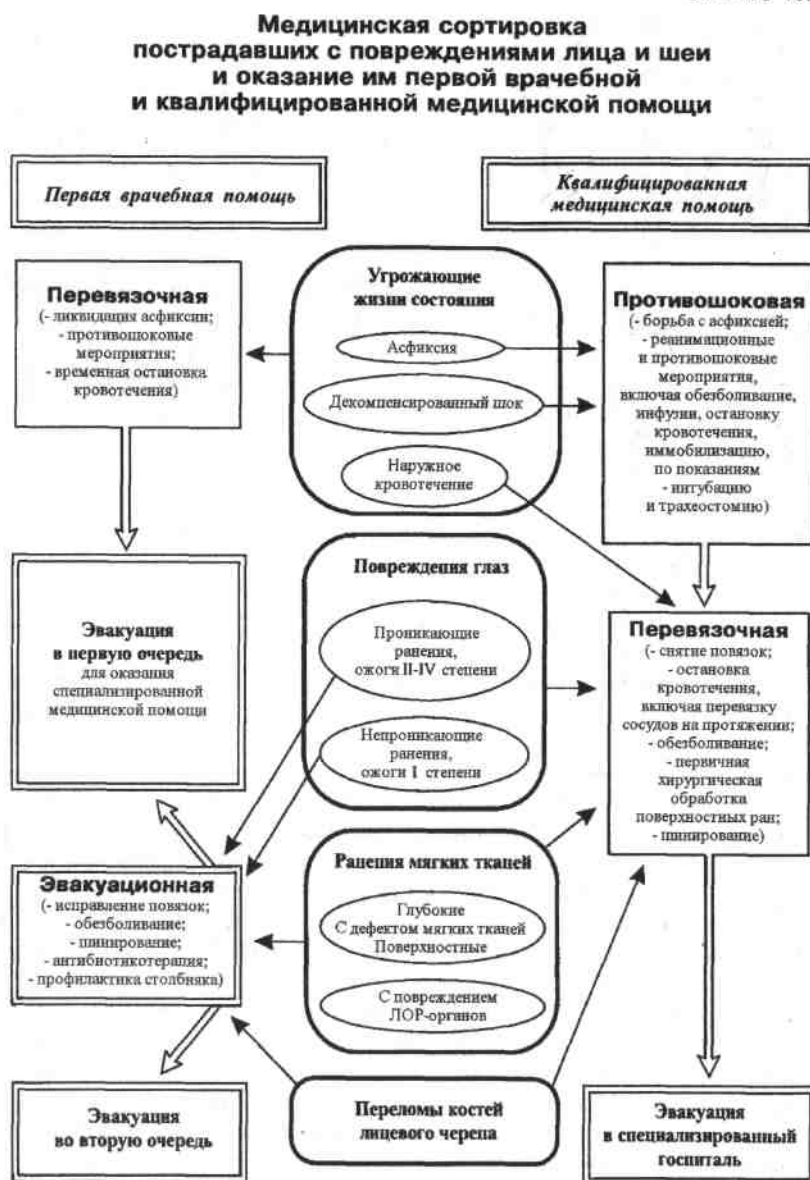 Медицинская сортировка
пострадавших с повреждениями лица и шеи
и оказание им первой врачебной
и квалифицированной медицинской помощи
Первая врачебная помощь
Квалифицированная
медицинская помощь
Перевязочная
(- ликвидация асфиксии;
- противошоковые
мероприятия;
- временная остановка
кровотечения)
Угрожающие
жизни состояния
Асфиксия
Декомпенсированный шок
Наружное
кровотечение
Противошоковая
(- борьба с асфиксией;
- реанимационные
и противошоковые
мероприятия,
включая обезболивание,
инфузии, остановку
кровотечения,
иммобилизацию,
по показаниям
- интубацию
и трахеостомию)
Эвакуация
в первую очередь
для оказания
специализированной
медицинской помощи
Повреждения глаз
Проникающие
ранения,
ожоги II-IV степени
Непроникающие
ранения,
ожоги I степени
Перевязочная
(- снятие повязок;
- остановка
кровотечения,
включая перевязку
сосудов на протяжении;
- обезболивание;
- первичная
хирургическая
обработка
поверхностных ран;
- шинирование)
Эвакуационная
(- исправление повязок;
- обезболивание;
- шинирование;
- антибиотикотерапия;
- профилактика столбняка)
Ранения мягких тканей
Глубокие
С дефектом мягких тканей
Поверхностные
С повреждением
ЛОР-органов
Эвакуация
во вторую очередь
Переломы костей
лицевого черепа
Эвакуация
в специализированный
госпиталь